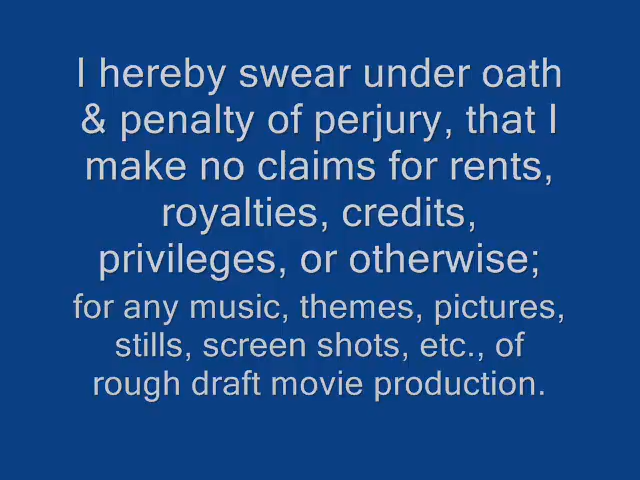 I hereby swear under oath
& penalty of perjury, that I
make no claims for rents,
royalties, credits,
privileges, or otherwise;
for any music, themes, pictures,
stills, screen shots, etc., of
rough draft movie production.